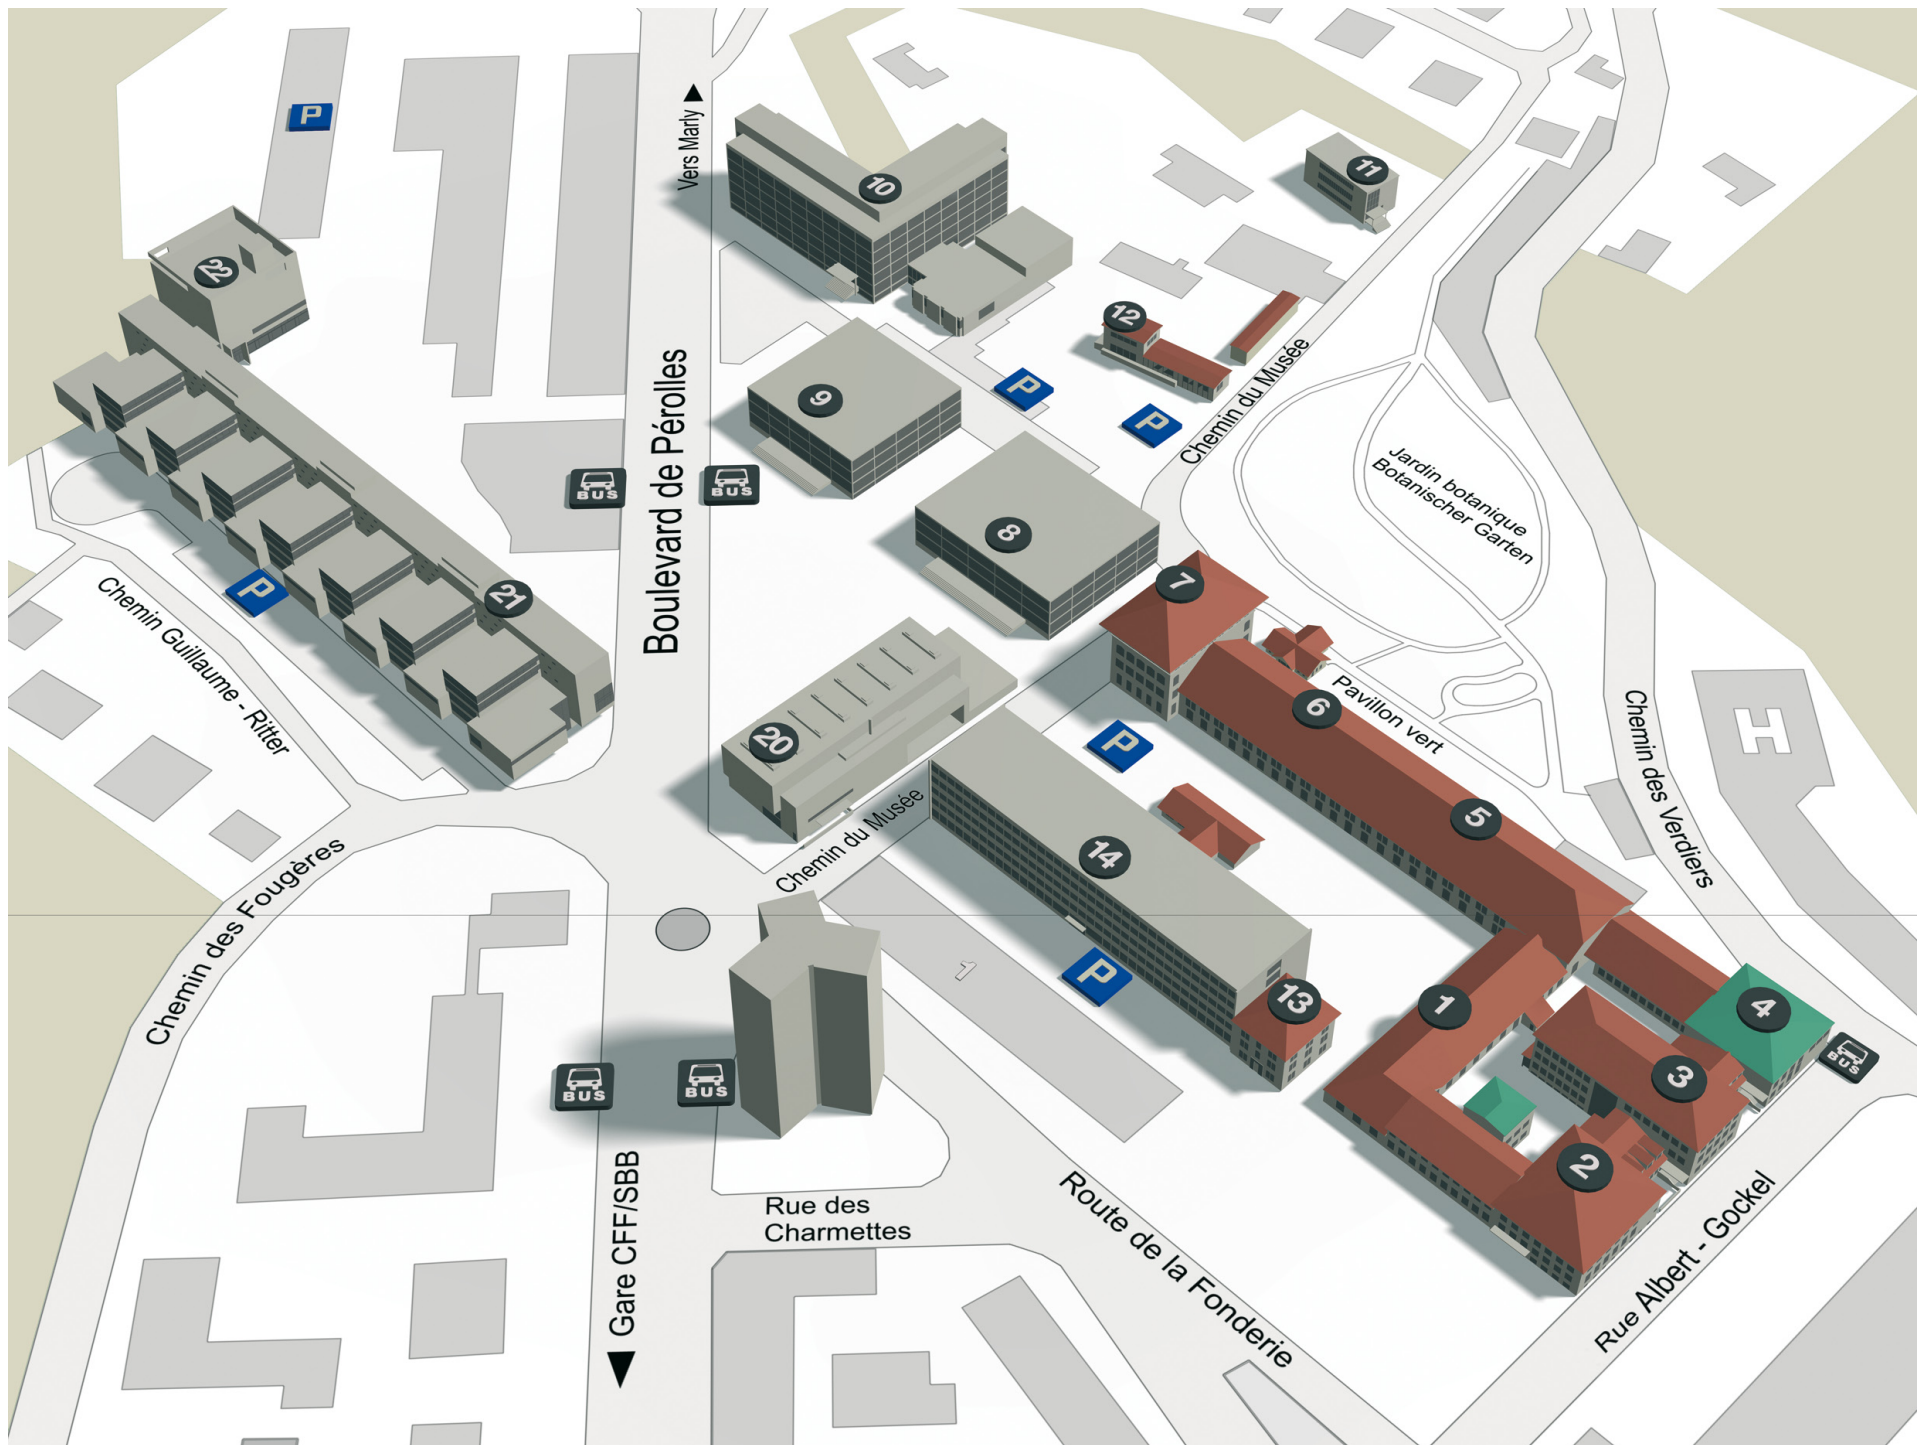 P
Vers Marly
10
11
22
12
Chemin du Musée
P
P
9
Boulevard de Pérolles
BUS
BUS
Jardin botanique
Botanischer Garten
8
7
P
21
Chemin Guillaume - Ritter
6
Pavillon vert
P
20
H
Chemin des Verdiers
Chemin du Musée
5
14
Chemin des Fougères
1
P
13
1
4
BUS
3
BUS
BUS
2
Gare CFF/SBB
Rue des
Charmettes
Route de la Fonderie
Rue Albert - Gockel